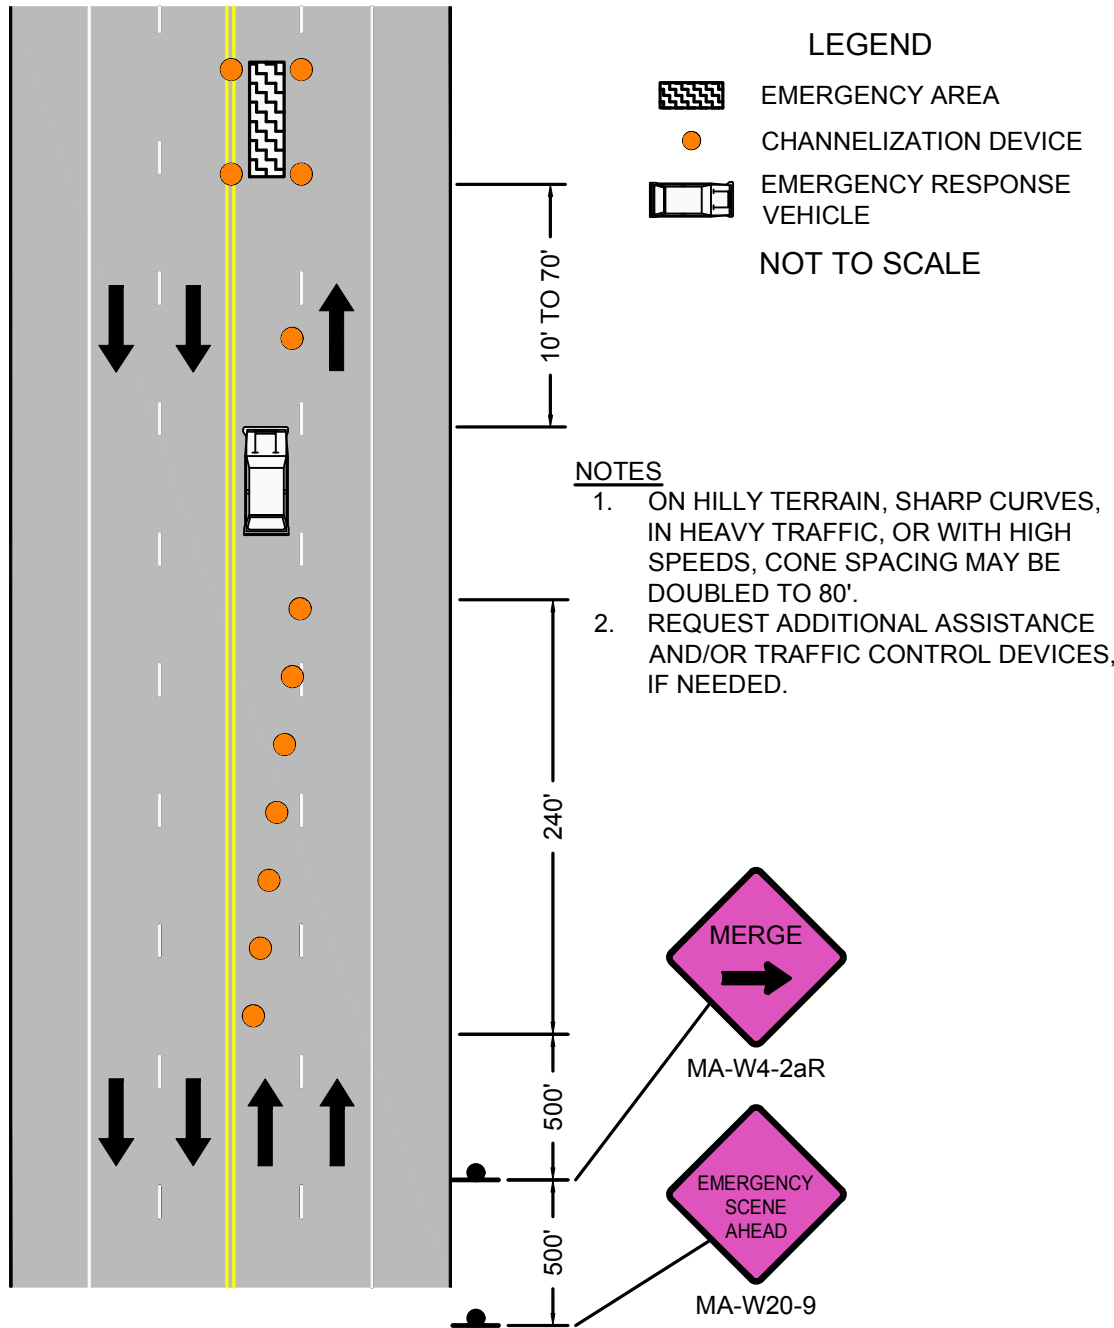 LEGEND
EMERGENCY AREA
CHANNELIZATION DEVICE
EMERGENCY RESPONSE
VEHICLE
NOT TO SCALE
10' TO 70'
NOTES
1. ON HILLY TERRAIN, SHARP CURVES,
IN HEAVY TRAFFIC, OR WITH HIGH
SPEEDS, CONE SPACING MAY BE
DOUBLED TO 80'.
2. REQUEST ADDITIONAL ASSISTANCE
AND/OR TRAFFIC CONTROL DEVICES,
IF NEEDED.
240'
MERGE
MA-W4-2aR
500'
EMERGENCY
SCENE
AHEAD
500'
MA-W20-9